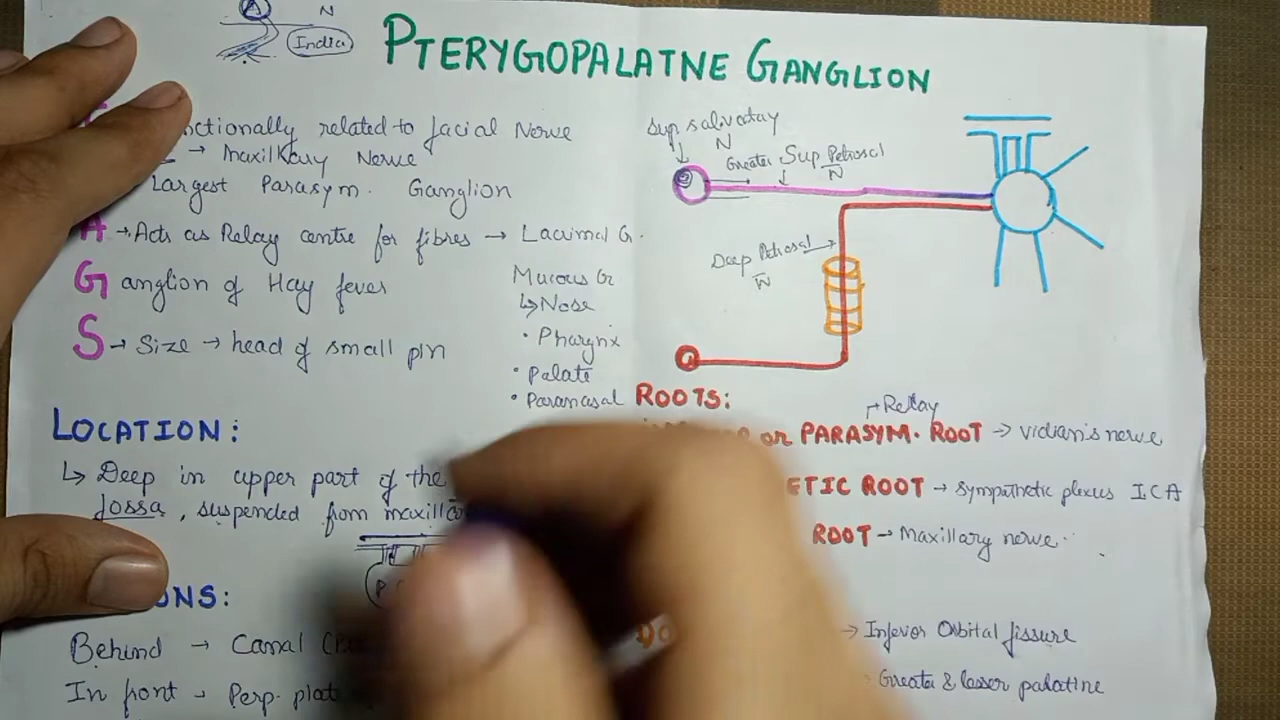 A N
India
PTERYGOPALATNE GANGLION
nctionally related to facial Nerve
→ Maxillary Nerve
Largest Parasym. Ganglion
A → Acts as Relay centre for fibres → Lacrimal G.
Mucous Gr
↳ Nose
• Pharynx
• Palate
• Paranasal
Ganglion of Hay fever
S → Size → head of small pin
LOCATION:
↳ Deep in upper part of the
fossa, suspended from maxilla
ONS:
Behind → Canal
In front → Perp. plat
Sup salivatory
N
Greater Sup Petrosal
N
Deep Petrosal →
N
ROOTS:
→ Relay
or PARASYM. ROOT → vidian's nerve
ETIC ROOT → sympathetic plexus ICA
ROOT → Maxillary nerve
→ Inferior Orbital fissure
Greater & lesser palatine